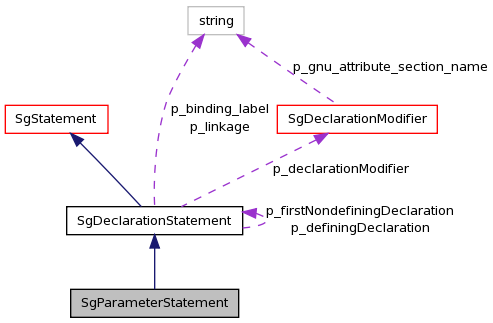 string
p_gnu_attribute_section_name
p_binding_label
p_linkage
SgStatement
SgDeclarationModifier
p_declarationModifier
SgDeclarationStatement
p_firstNondefiningDeclaration
p_definingDeclaration
SgParameterStatement